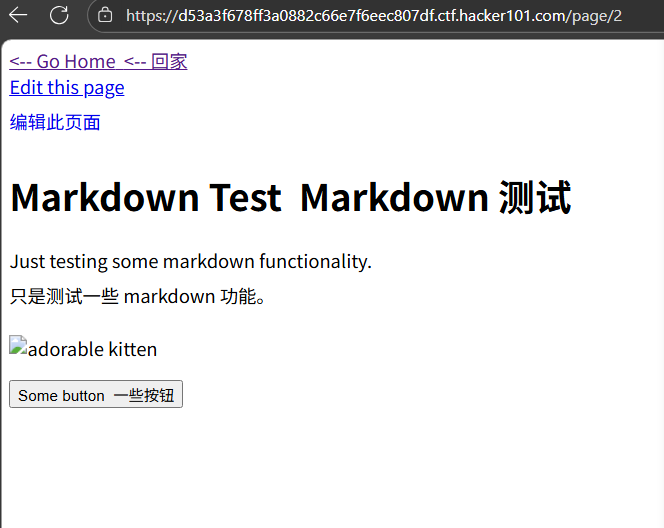 https://d53a3f678ff3a0882c66e7f6eec807df.ctf.hacker101.com/page/2
<-- Go Home  <-- 回家
Edit this page
编辑此页面
Markdown Test  Markdown 测试
Just testing some markdown functionality.
只是测试一些 markdown 功能。
adorable kitten
Some button  一些按钮